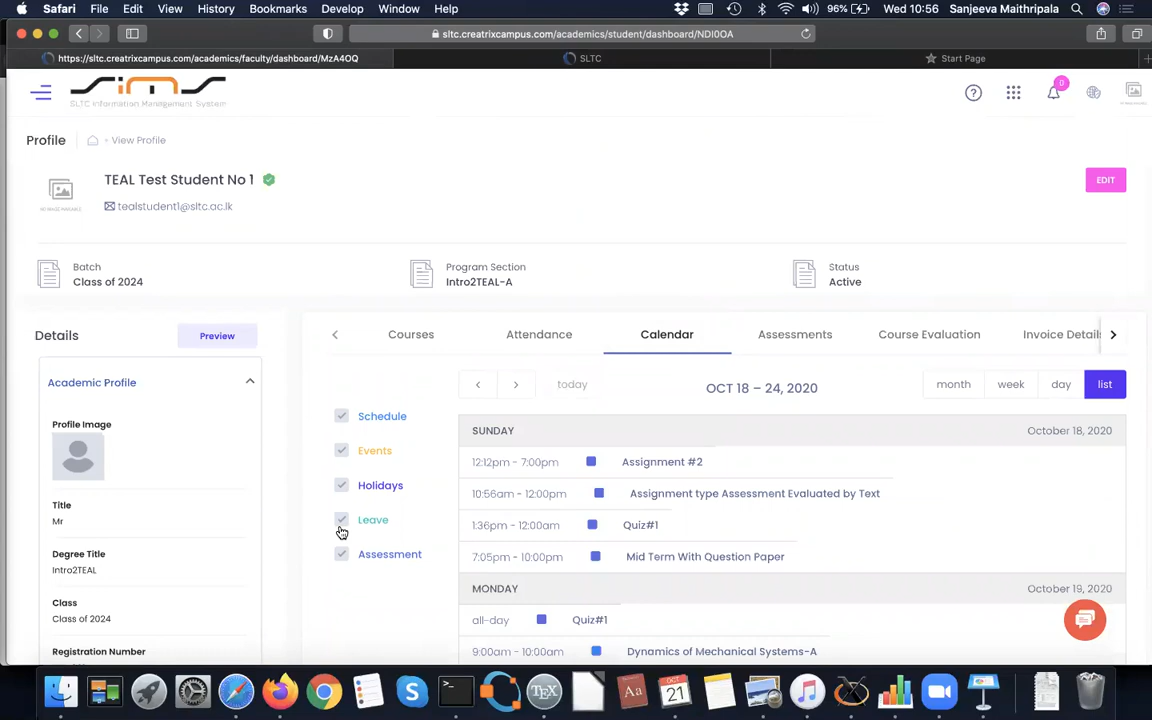 Safari File Edit View History Bookmarks Develop Window Help 96% Wed 10:56 Sanjeeva Maithripala
sltc.creatrixcampus.com/academics/student/dashboard/NDI0OA
https://sltc.creatrixcampus.com/academics/faculty/dashboard/MzA4OQ SLTC Start Page
SIMS
SLTC Information Management System
0
Profile View Profile
TEAL Test Student No 1
tealstudent1@sltc.ac.lk
EDIT
Batch
Class of 2024
Program Section
Intro2TEAL-A
Status
Active
Details Preview
Courses Attendance Calendar Assessments Course Evaluation Invoice Details
Academic Profile
Profile Image
Title
Mr
Degree Title
Intro2TEAL
Class
Class of 2024
Registration Number
Schedule
Events
Holidays
Leave
Assessment
today OCT 18 – 24, 2020 month week day list
SUNDAY October 18, 2020
12:12pm - 7:00pm Assignment #2
10:56am - 12:00pm Assignment type Assessment Evaluated by Text
1:36pm - 12:00am Quiz#1
7:05pm - 10:00pm Mid Term With Question Paper
MONDAY October 19, 2020
all-day Quiz#1
9:00am - 10:00am Dynamics of Mechanical Systems-A
>_ TEX Aa OCT 21